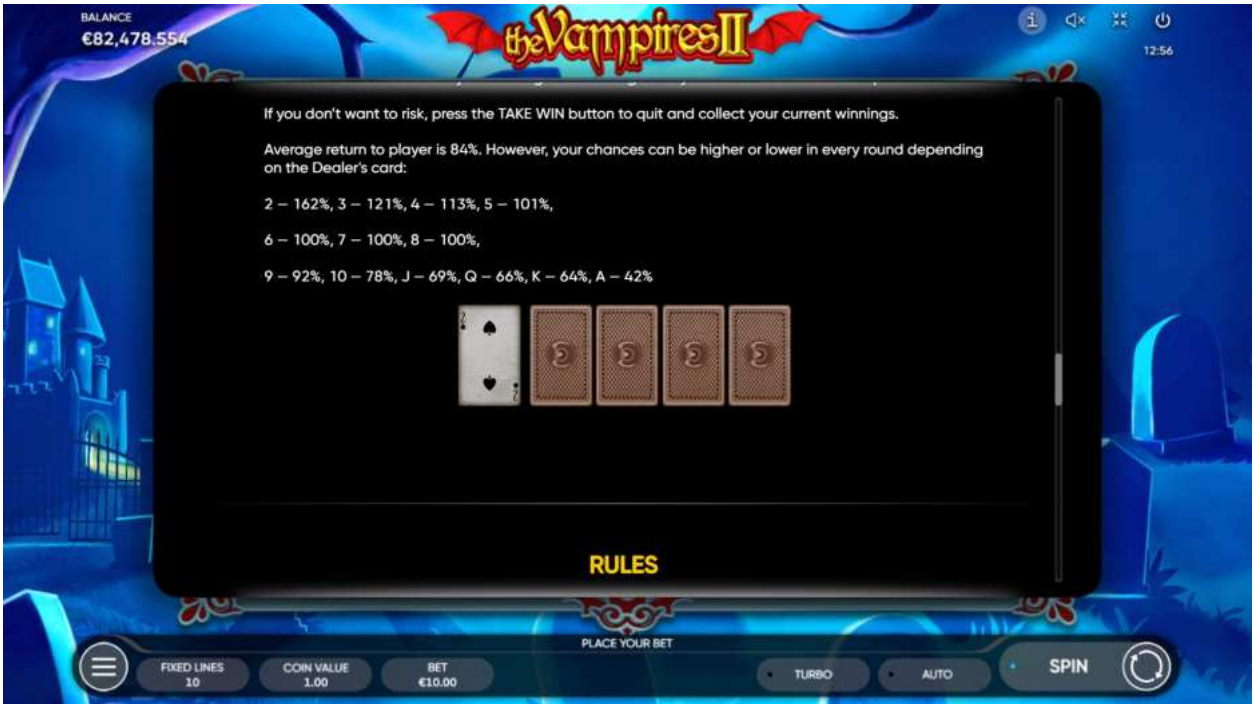 BALANCE
€82,478,554
the Vampires II
12:56
If you don't want to risk, press the TAKE WIN button to quit and collect your current winnings.
Average return to player is 84%. However, your chances can be higher or lower in every round depending
on the Dealer's card:
2 – 162%, 3 – 121%, 4 – 113%, 5 – 101%,
6 – 100%, 7 – 100%, 8 – 100%,
9 – 92%, 10 – 78%, J – 69%, Q – 66%, K – 64%, A – 42%
2
2
RULES
PLACE YOUR BET
FIXED LINES
10
COIN VALUE
1.00
BET
€10.00
TURBO
AUTO
SPIN